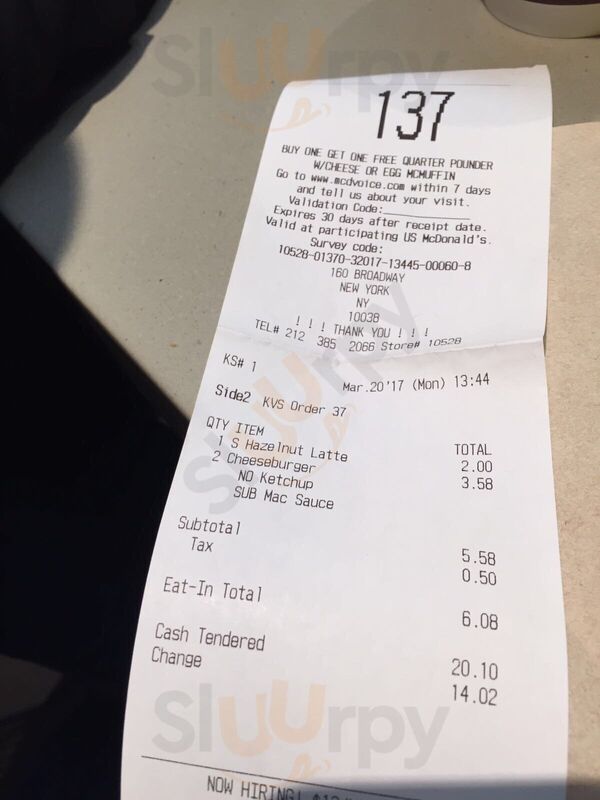 137
BUY ONE GET ONE FREE QUARTER POUNDER
W/CHEESE OR EGG MCMUFFIN
Go to www.mcdvoice.com within 7 days
and tell us about your visit.
Validation Code:
Expires 30 days after receipt date.
Valid at participating US McDonald's.
Survey code:
10528-01370-32017-13445-00060-8
160 BROADWAY
NEW YORK
NY
10038
! ! ! THANK YOU ! ! !
TEL# 212 385 2066 Store# 10528
KS# 1 Mar.20'17 (Mon) 13:44
Side2 KVS Order 37
QTY ITEM TOTAL
1 S Hazelnut Latte 2.00
2 Cheeseburger 3.58
NO Ketchup
SUB Mac Sauce
Subtotal 5.58
Tax 0.50
Eat-In Total 6.08
Cash Tendered 20.10
Change 14.02
NOW HIRING!
Sluurpy
Sluurpy
Sluurpy